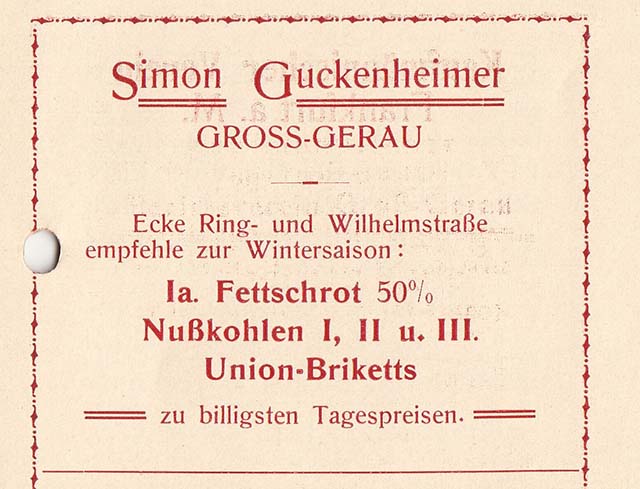 Simon Guckenheimer
GROSS-GERAU
Ecke Ring- und Wilhelmstraße
empfehle zur Wintersaison:
Ia. Fettschrot 50%
Nußkohlen I, II u. III.
Union-Briketts
zu billigsten Tagespreisen.